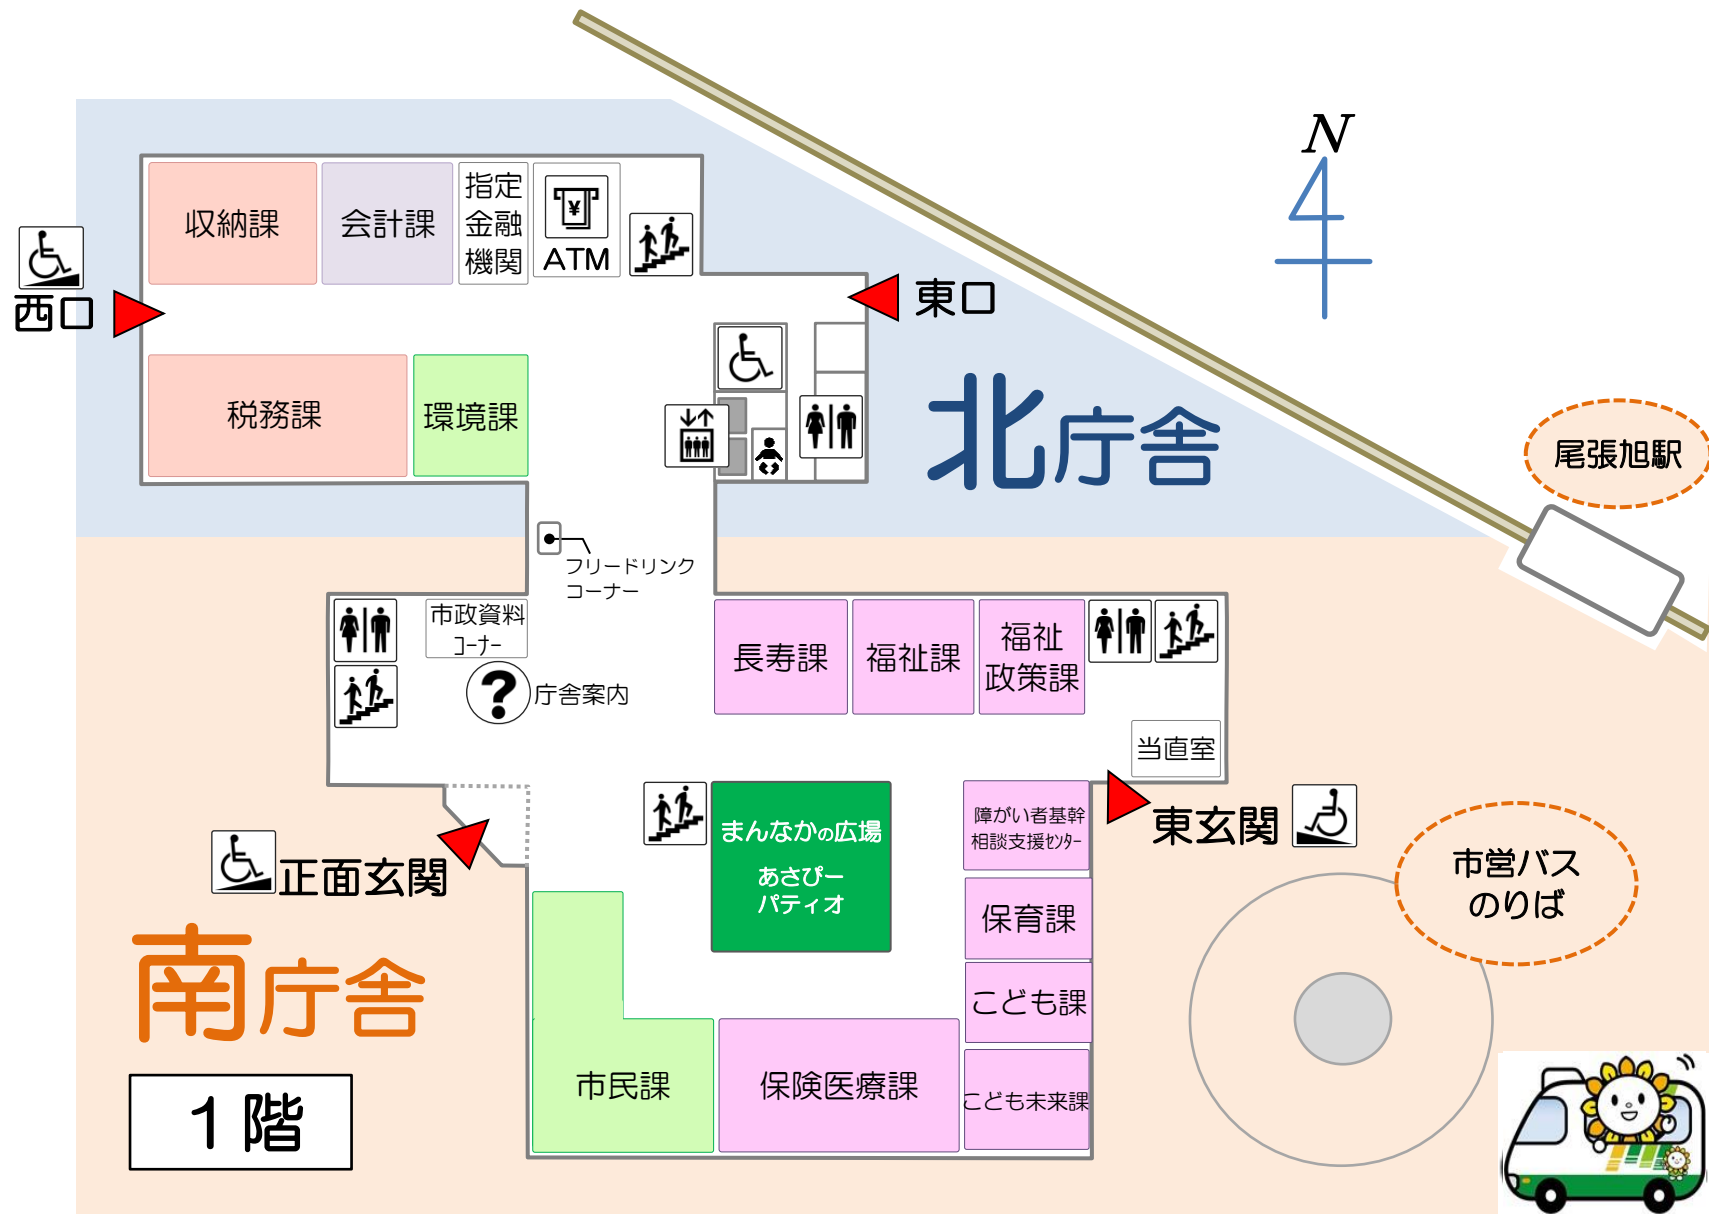 N
収納課
会計課
指定
金融
機関
ATM
西口
東口
税務課
環境課
北庁舎
尾張旭駅
フリードリンク
コーナー
市政資料
コーナー
庁舎案内
長寿課
福祉課
福祉
政策課
当直室
まんなかの広場
あさぴー
パティオ
障がい者基幹
相談支援センター
東玄関
正面玄関
市営バス
のりば
保育課
南庁舎
こども課
市民課
保険医療課
こども未来課
1階